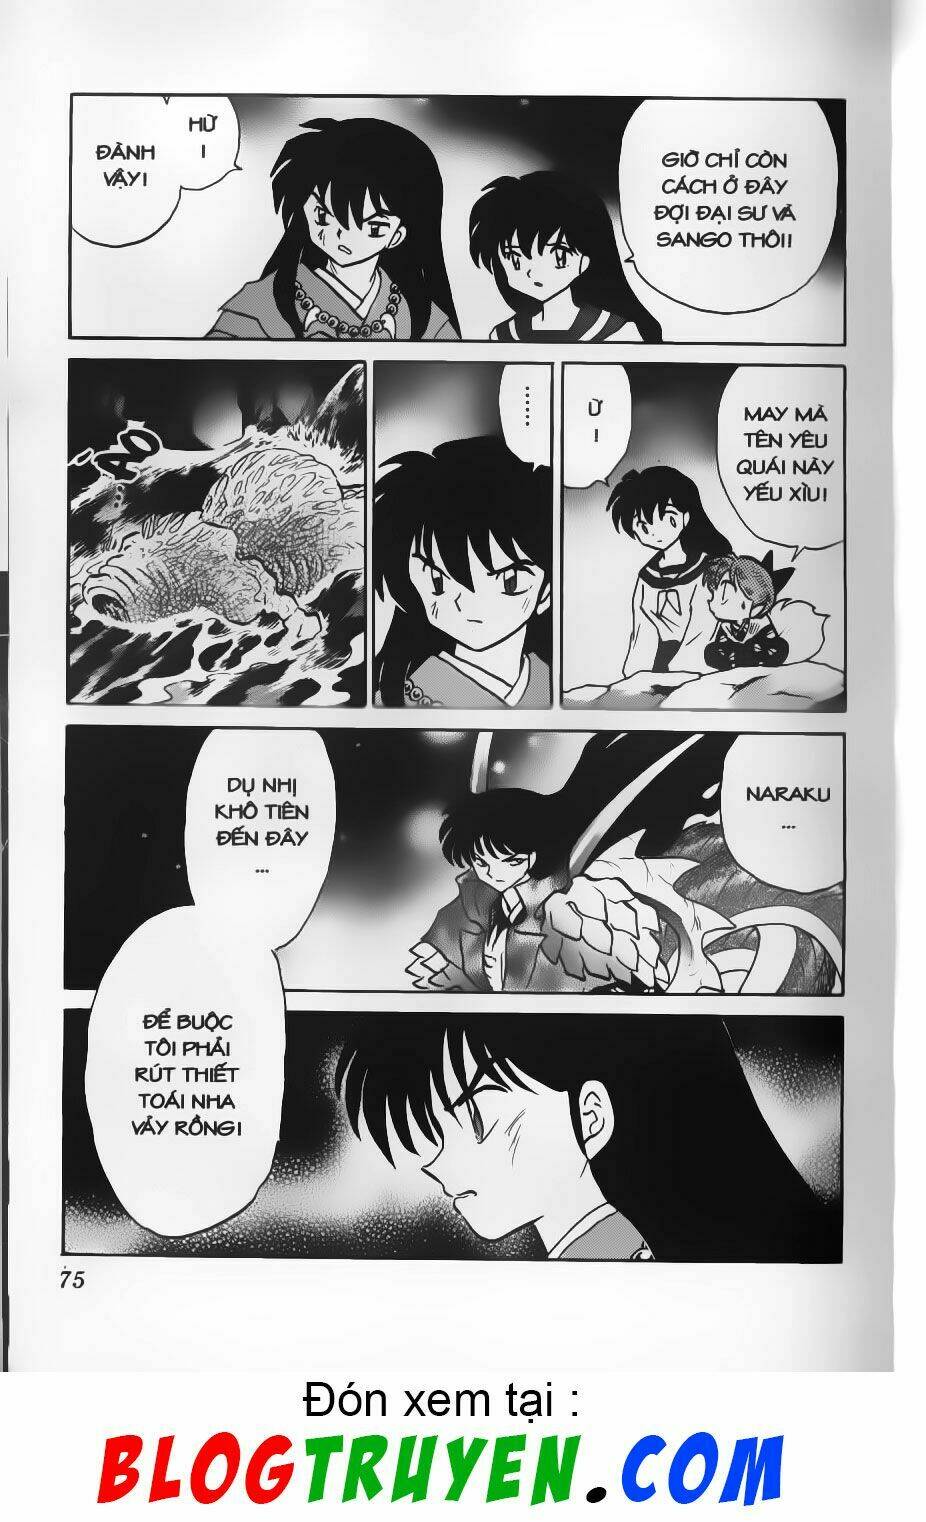 GIỜ CHỈ CÒN
CÁCH Ở ĐÂY
ĐỢI ĐẠI SƯ VÀ
SANGO THÔI!
HỪ
!
ĐÀNH
VẬY!
MAY MÀ
TÊN YÊU
QUÁI NÀY
YẾU XÌU!
Ừ
!
........
ÁO
...
NARAKU
...
DỤ NHỊ
KHÔ TIÊN
ĐẾN ĐÂY
...
ĐỂ BUỘC
TÔI PHẢI
RÚT THIẾT
TOÁI NHA
VẢY RỒNG!
75
Đón xem tại :
BLOGTRUYEN.COM